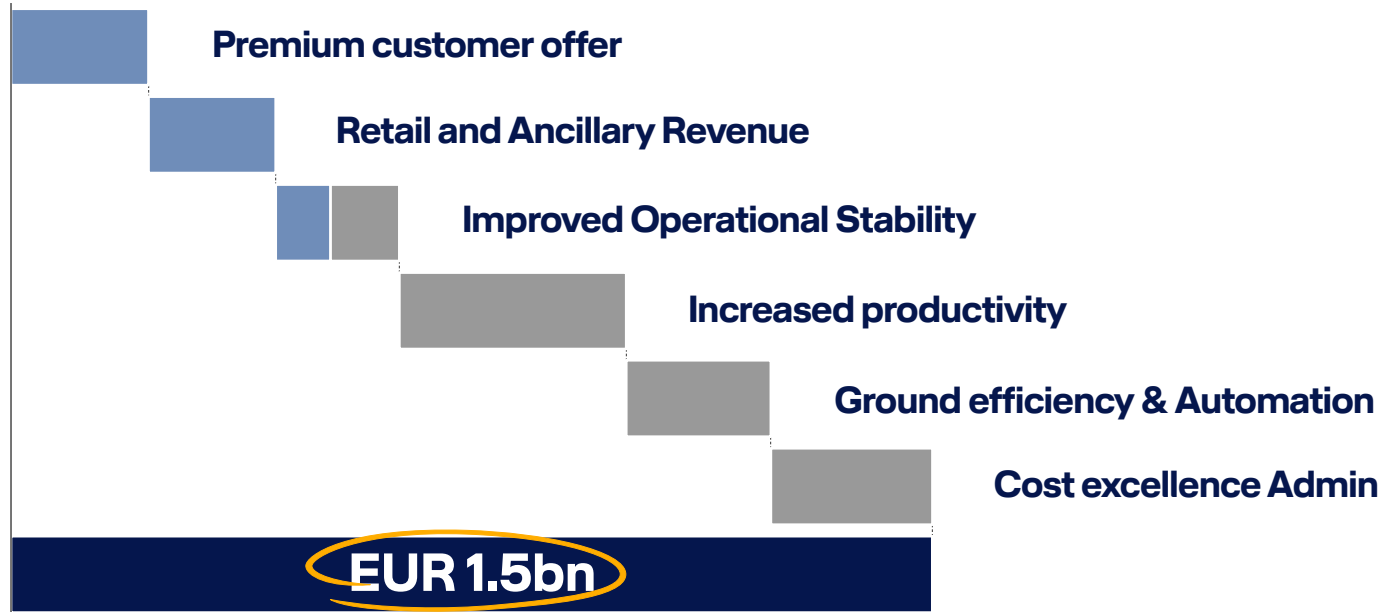 Premium customer offer
Retail and Ancillary Revenue
Improved Operational Stability
Increased productivity
Ground efficiency & Automation
Cost excellence Admin
EUR 1.5bn